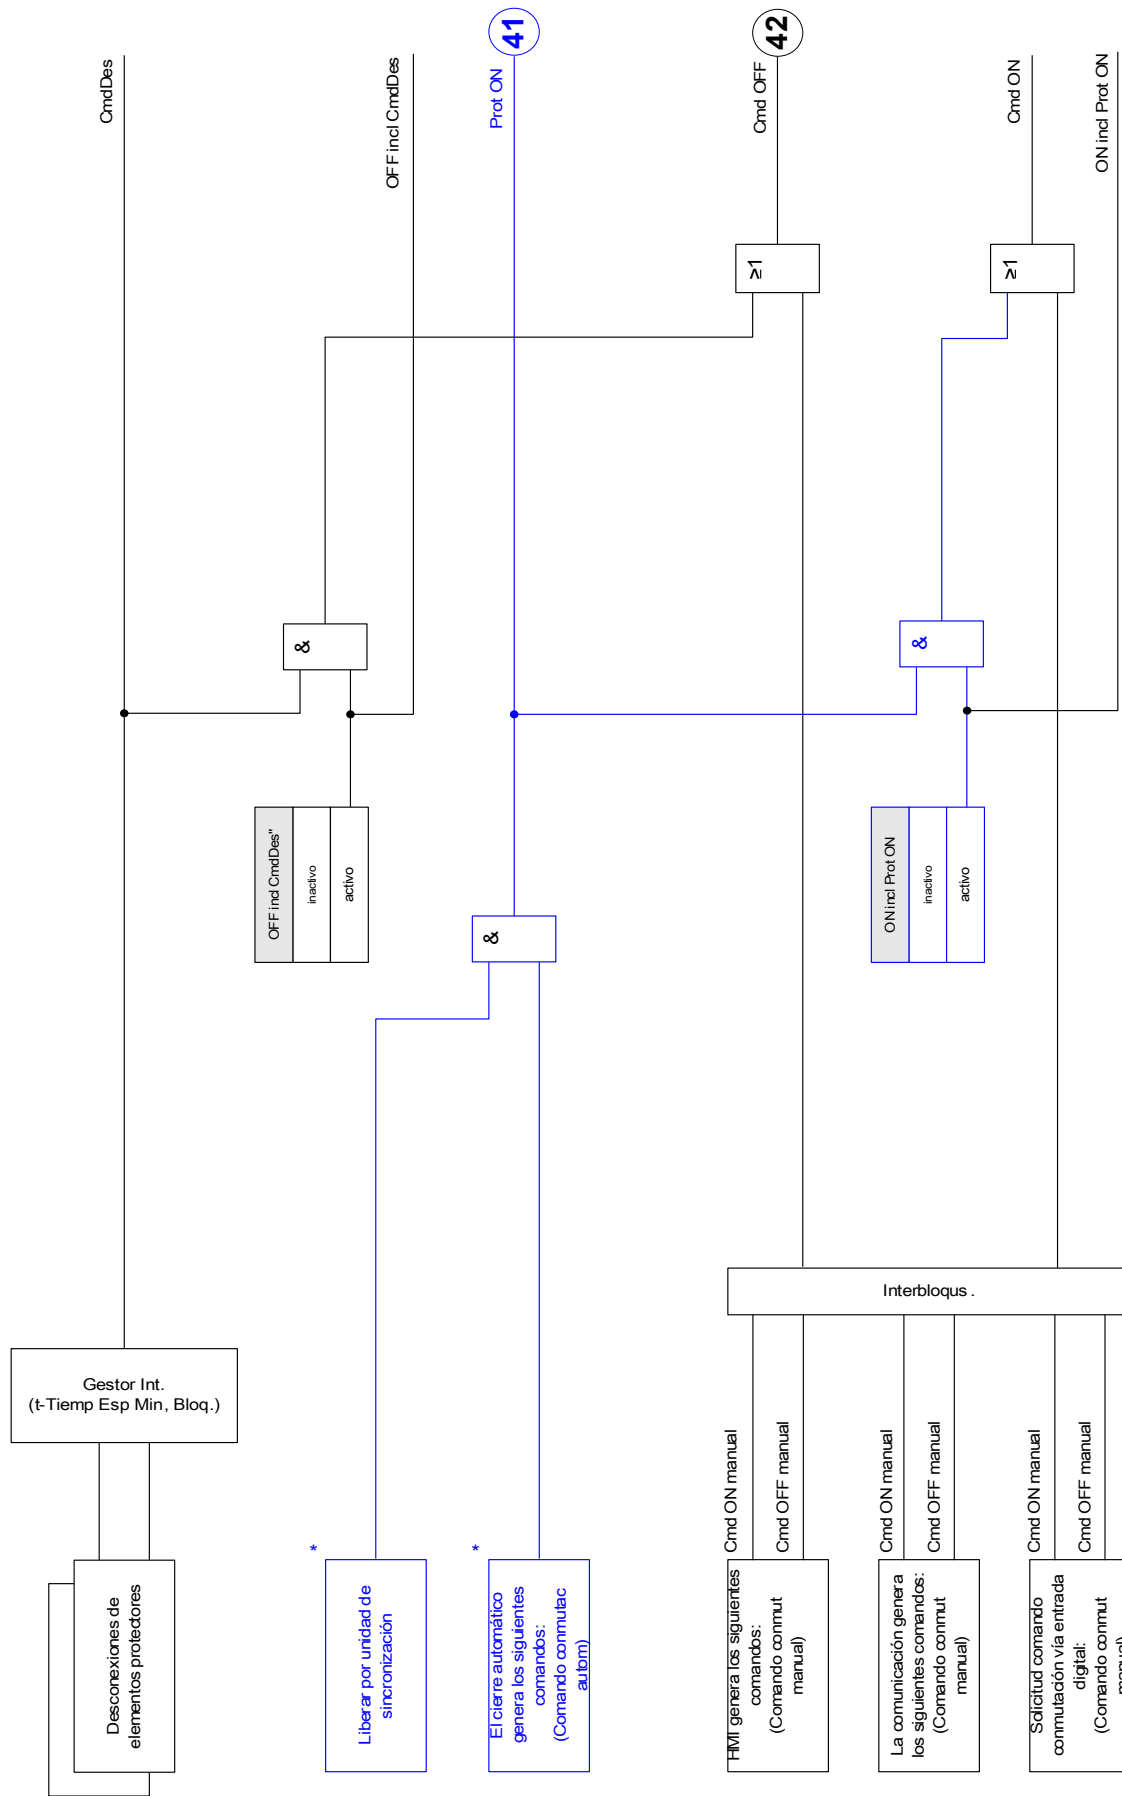 CmdDes
OFF incl CmdDes
Prot ON
41
Cmd OFF
42
Cmd ON
ON incl Prot ON
≥1
≥1
&
&
OFF incl CmdDes"
inactivo
activo
ON incl Prot ON
inactivo
activo
&
Interbloqus .
Gestor Int.
(t-Tiemp Esp Min, Bloq.)
Cmd ON manual
Cmd OFF manual
Cmd ON manual
Cmd OFF manual
Cmd ON manual
Cmd OFF manual
Desconexiones de
elementos protectores
*
Liberar por unidad de
sincronización
*
El cierre automático
genera los siguientes
comandos:
(Comando conmutac
autom)
HMI genera los siguientes
comandos:
(Comando conmut
manual)
La comunicación genera
los siguientes comandos:
(Comando conmut
manual)
Solicitud comando
conmutación vía entrada
digital:
(Comando conmut
manual)